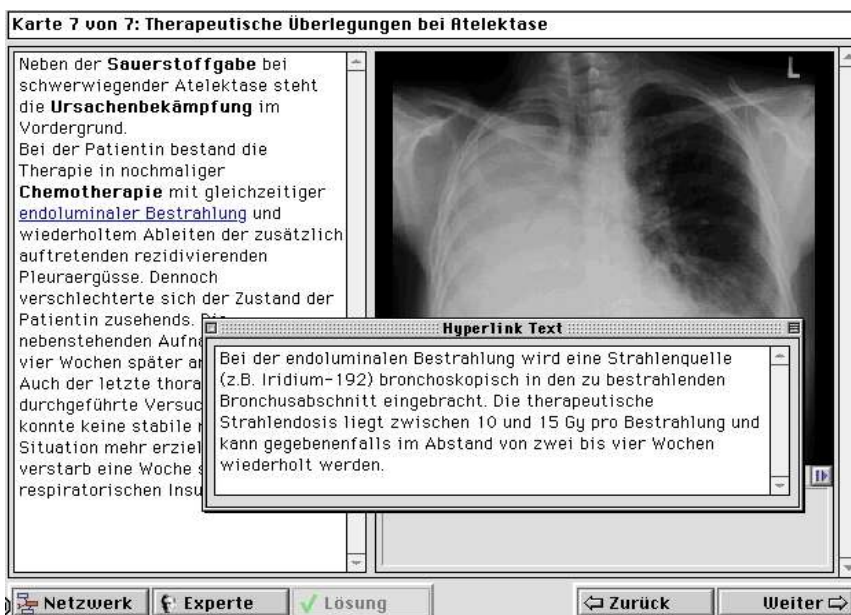 Karte 7 von 7: Therapeutische Überlegungen bei Atelektase
Neben der Sauerstoffgabe bei
schwerwiegender Atelektase steht
die Ursachenbekämpfung im
Vordergrund.
Bei der Patientin bestand die
Therapie in nochmaliger
Chemotherapie mit gleichzeitiger
endoluminaler Bestrahlung und
wiederholtem Ableiten der zusätzlich
auftretenden rezidivierenden
Pleuraergüsse. Dennoch
verschlechterte sich der Zustand der
Patientin zusehends.
nebenstehenden
vier Wochen später
Auch der letzte
durchgeführte
konnte keine stabile
Situation mehr
verstarb eine Woche
respiratorischen
L
Hyperlink Text
Bei der endoluminalen Bestrahlung wird eine Strahlenquelle
(z.B. Iridium-192) bronchoskopisch in den zu bestrahlenden
Bronchusabschnitt eingebracht. Die therapeutische
Strahlendosis liegt zwischen 10 und 15 Gy pro Bestrahlung und
kann gegebenenfalls im Abstand von zwei bis vier Wochen
wiederholt werden.
Netzwerk
Experte
Lösung
Zurück
Weiter